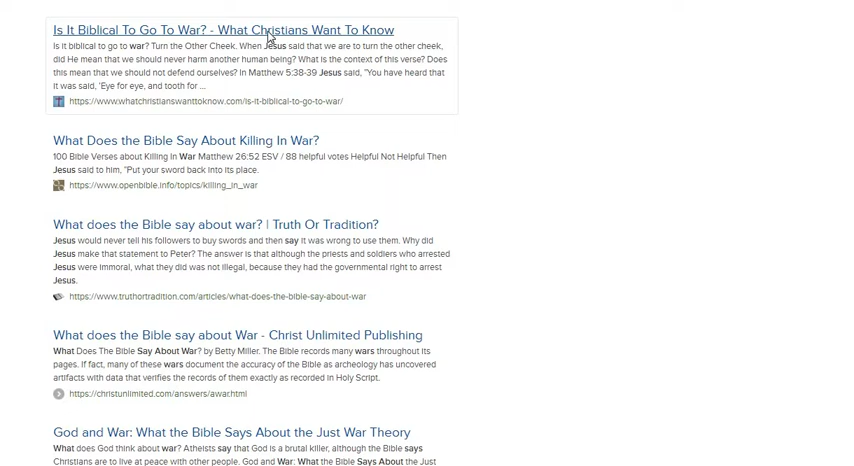 Is It Biblical To Go To War? - What Christians Want To Know
Is it biblical to go to war? Turn the Other Cheek. When Jesus said that we are to turn the other cheek,
did He mean that we should never harm another human being? What is the context of this verse? Does
this mean that we should not defend ourselves? In Matthew 5:38-39 Jesus said, "You have heard that
it was said, 'Eye for eye, and tooth for ...
https://www.whatchristianswanttoknow.com/is-it-biblical-to-go-to-war/
What Does the Bible Say About Killing In War?
100 Bible Verses about Killing In War Matthew 26:52 ESV / 88 helpful votes Helpful Not Helpful Then
Jesus said to him, "Put your sword back into its place.
https://www.openbible.info/topics/killing_in_war
What does the Bible say about war? | Truth Or Tradition?
Jesus would never tell his followers to buy swords and then say it was wrong to use them. Why did
Jesus make that statement to Peter? The answer is that although the priests and soldiers who arrested
Jesus were immoral, what they did was not illegal, because they had the governmental right to arrest
Jesus.
https://www.truthortradition.com/articles/what-does-the-bible-say-about-war
What does the Bible say about War - Christ Unlimited Publishing
What Does The Bible Say About War? by Betty Miller. The Bible records many wars throughout its
pages. If fact, many of these wars document the accuracy of the Bible as archeology has uncovered
artifacts with data that verifies the records of them exactly as recorded in Holy Script.
https://christunlimited.com/answers/awar.html
God and War: What the Bible Says About the Just War Theory
What does God think about war? Atheists say that God is a brutal killer, although the Bible says
Christians are to live at peace with other people. God and War: What the Bible Says About the Just